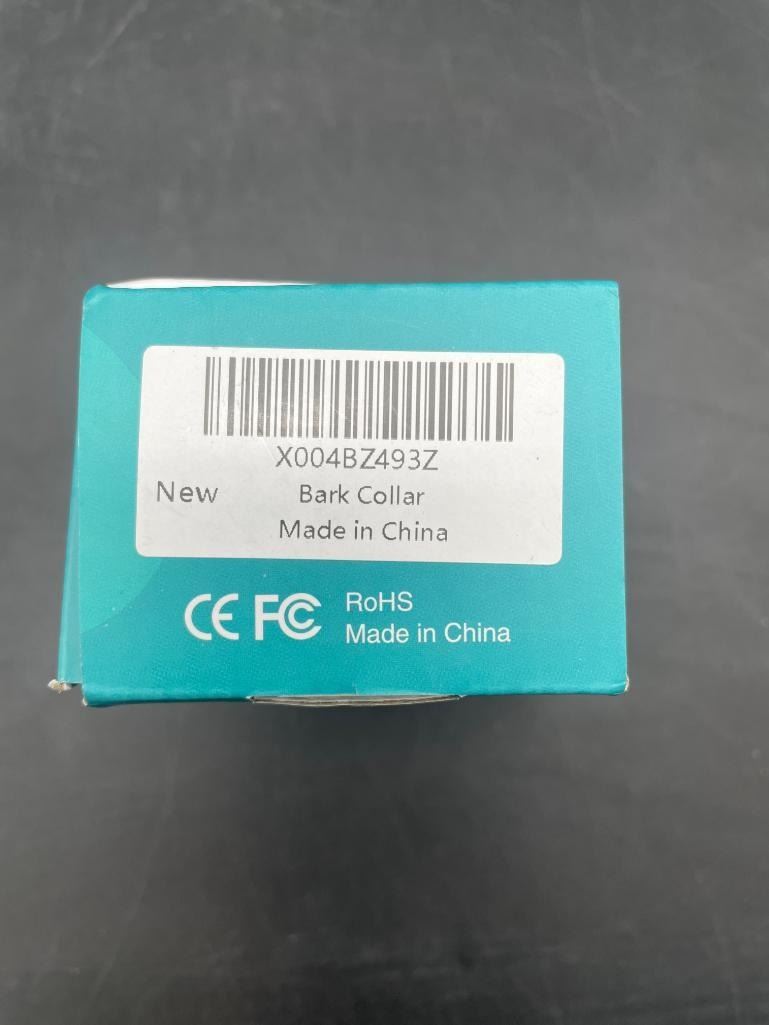 X004BZ493Z
New Bark Collar
Made in China
CE FC RoHS
Made in China